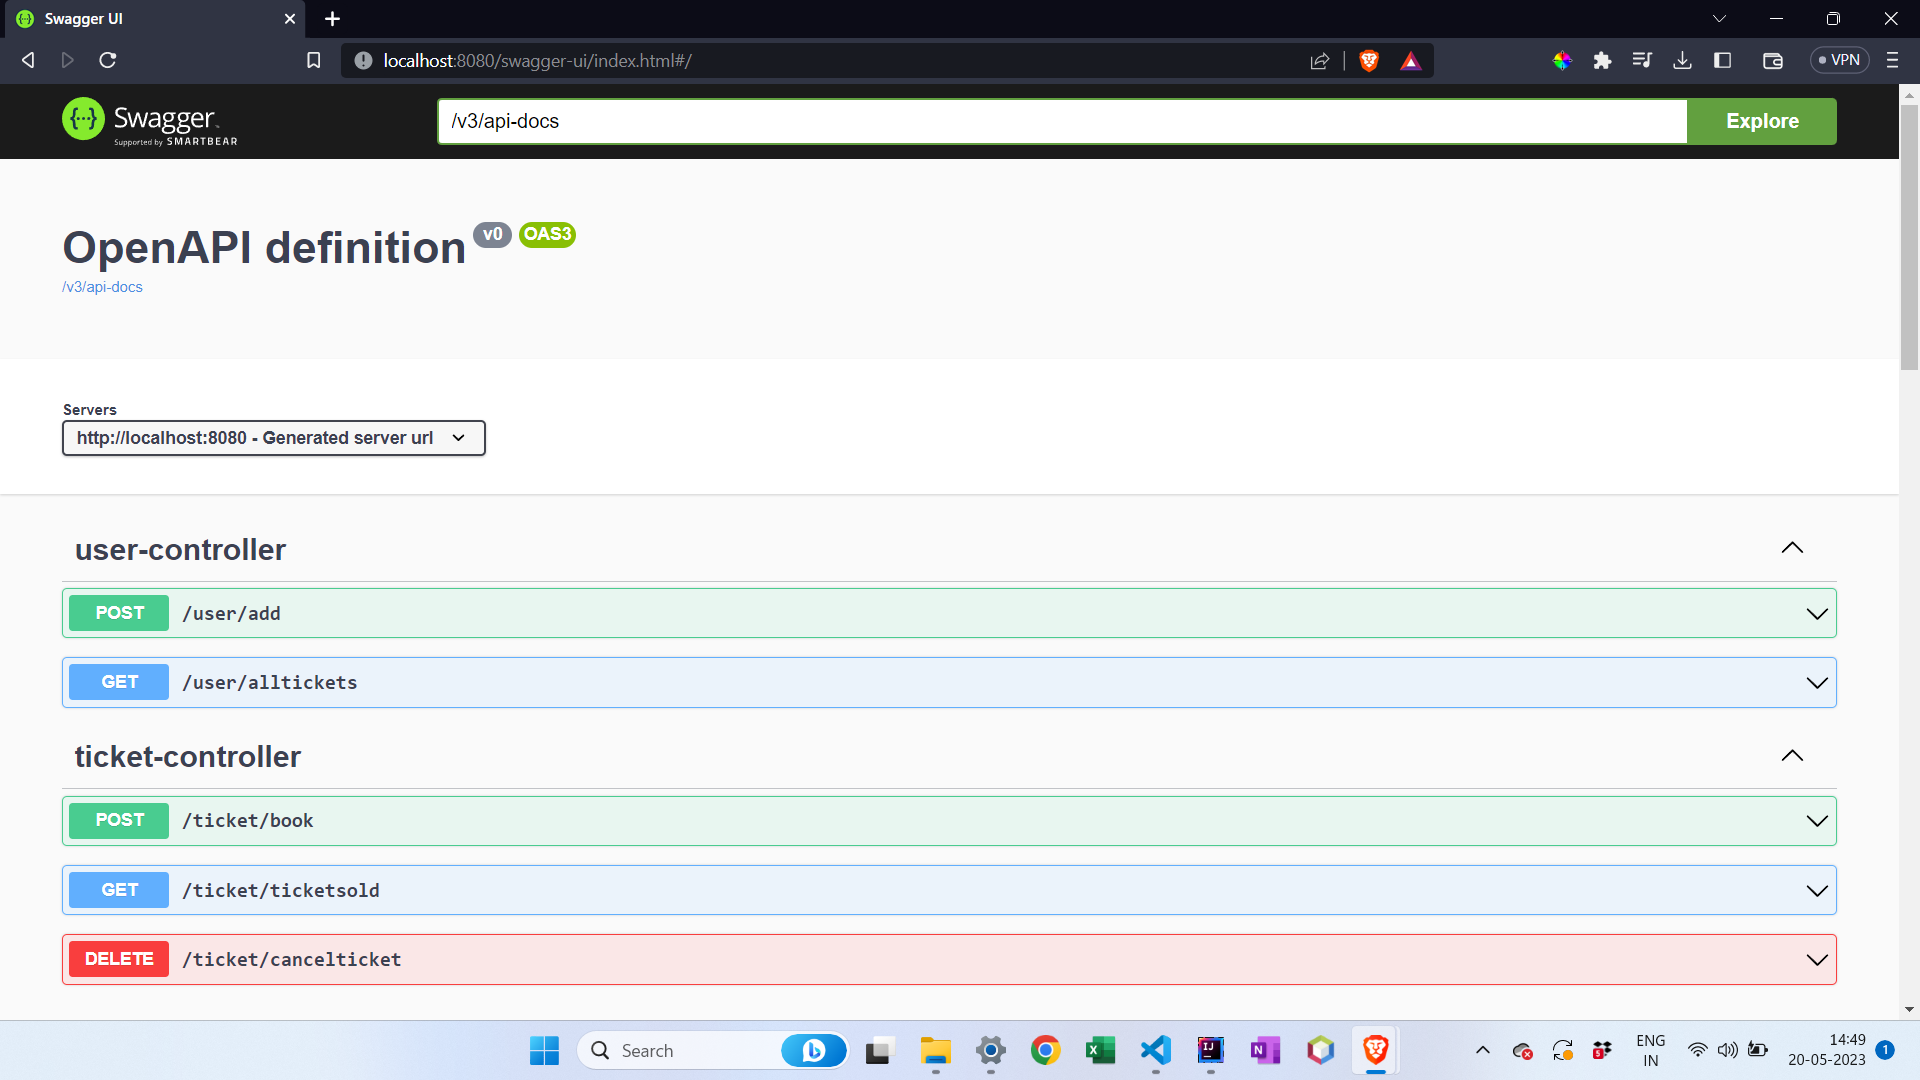 Swagger UI
localhost:8080/swagger-ui/index.html#/
VPN
{···} Swagger™
Supported by SMARTBEAR
/v3/api-docs
Explore
OpenAPI definition v0 OAS3
/v3/api-docs
Servers
http://localhost:8080 - Generated server url
user-controller
POST /user/add
GET /user/alltickets
ticket-controller
POST /ticket/book
GET /ticket/ticketsold
DELETE /ticket/cancelticket
Search
ENG
IN
14:49
20-05-2023
1